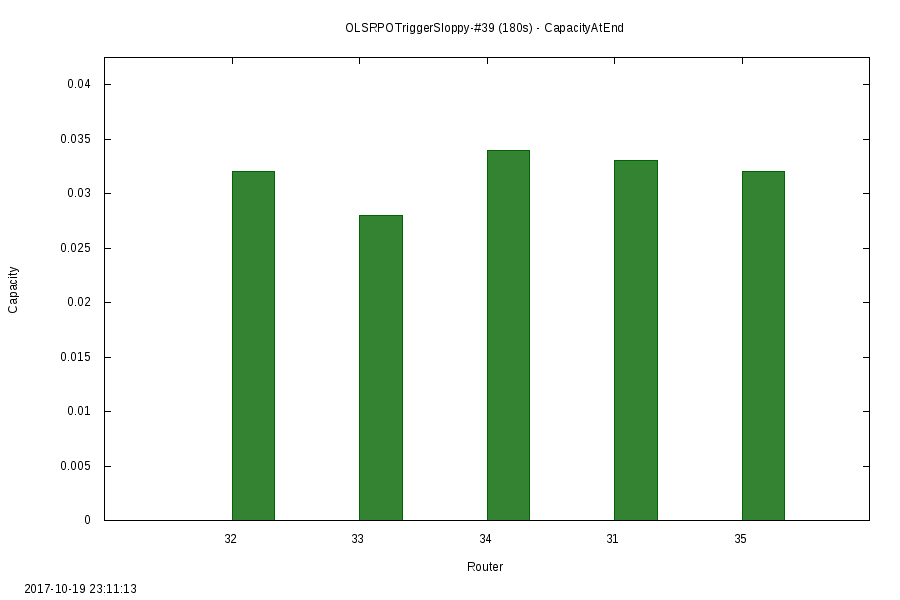 OLSRPOTriggerSloppy-#39 (180s) - CapacityAtEnd
0.04
0.035
0.03
0.025
0.02
0.015
0.01
0.005
0
Capacity
32 33 34 31 35
Router
2017-10-19 23:11:13